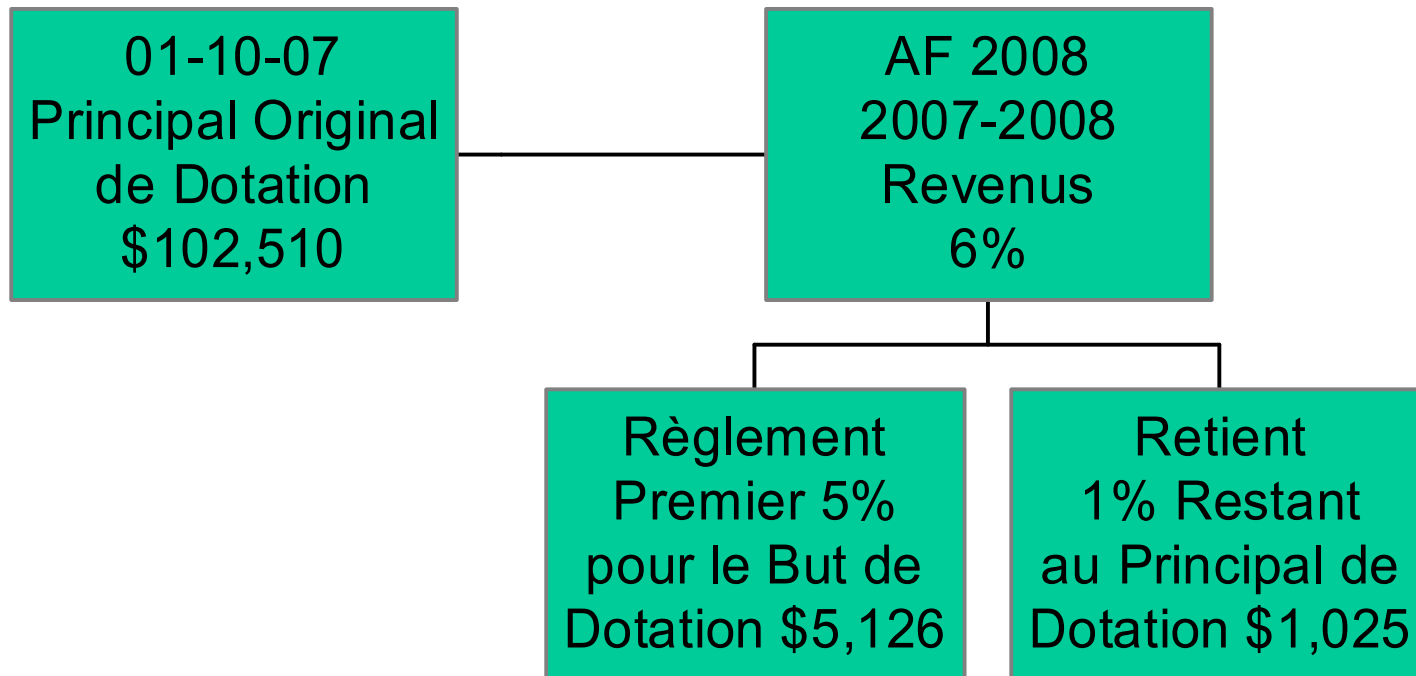 01-10-07
Principal Original
de Dotation
$102,510
AF 2008
2007-2008
Revenus
6%
Règlement
Premier 5%
pour le But de
Dotation $5,126
Retient
1% Restant
au Principal de
Dotation $1,025